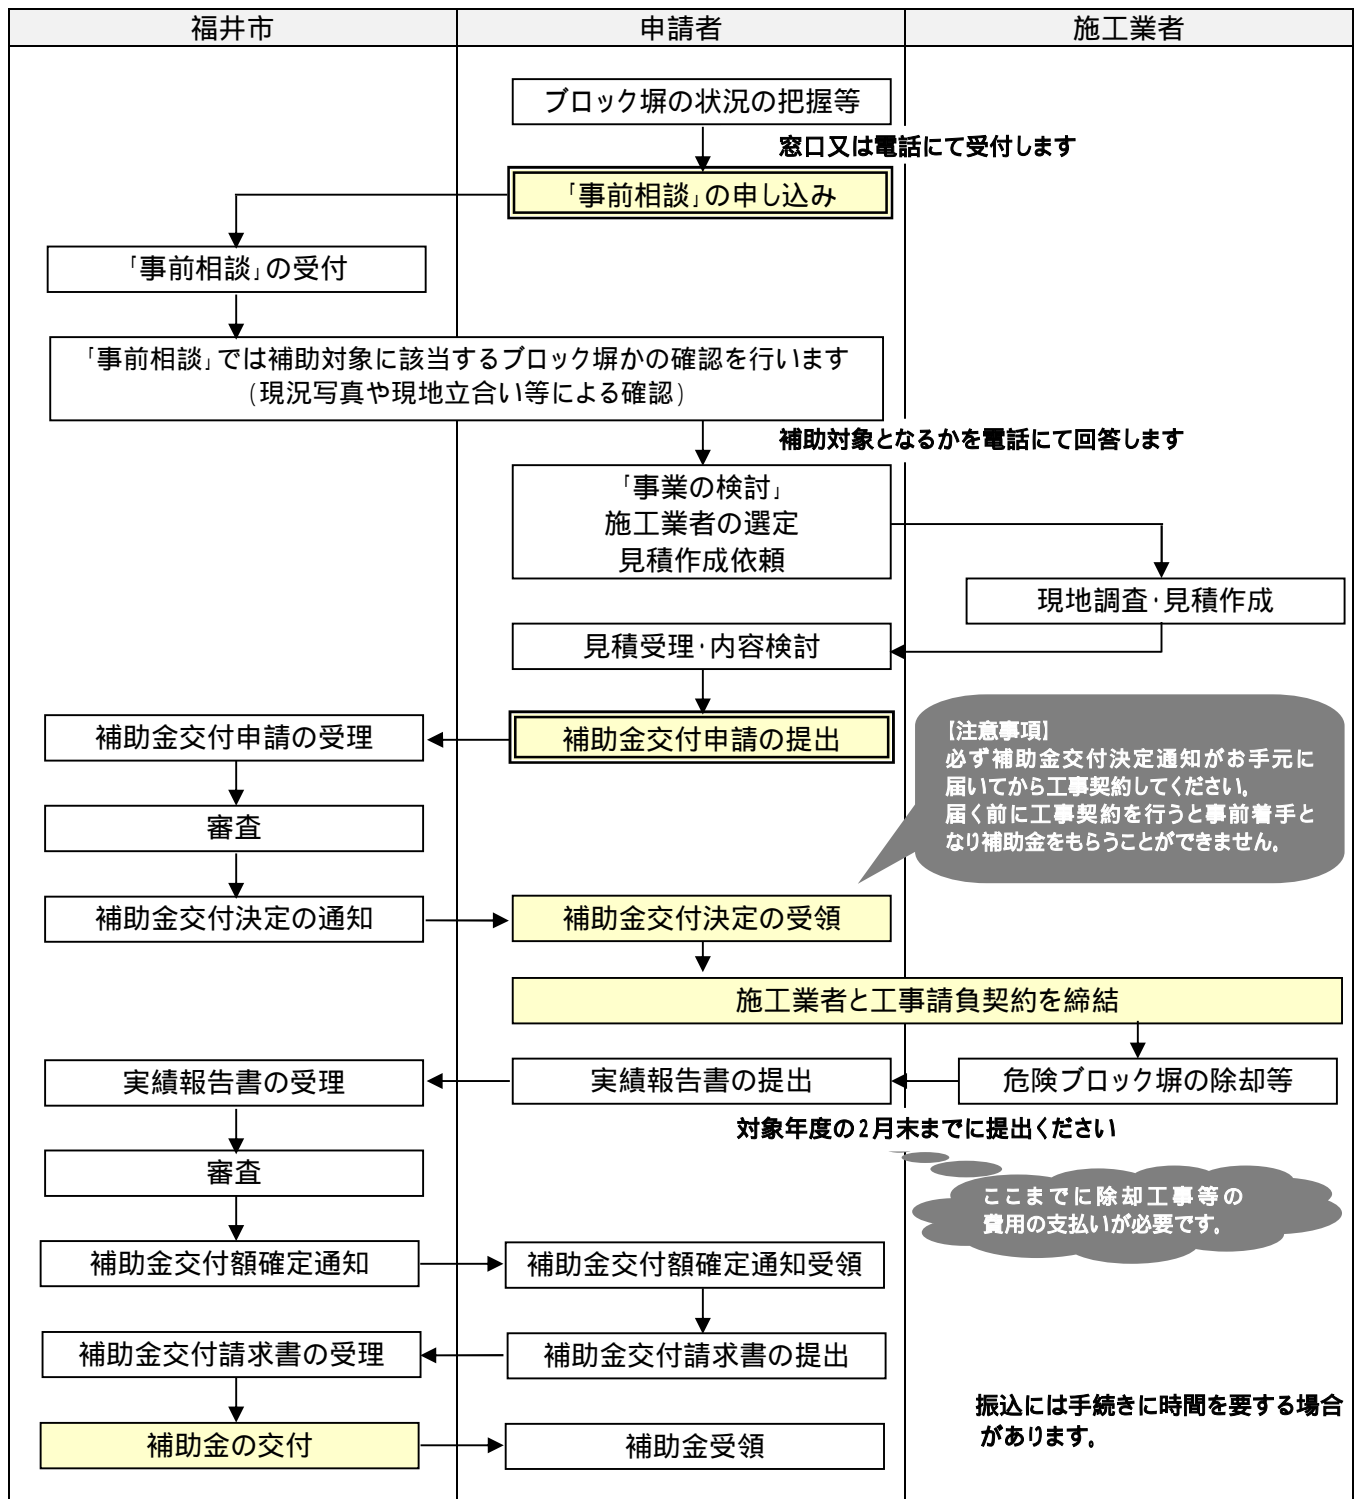 福井市
申請者
施工業者
ブロック塀の状況の把握等
窓口又は電話にて受付します
「事前相談」の申し込み
「事前相談」の受付
「事前相談」では補助対象に該当するブロック塀かの確認を行います
(現況写真や現地立合い等による確認)
補助対象となるかを電話にて回答します
「事業の検討」
施工業者の選定
見積作成依頼
現地調査・見積作成
見積受理・内容検討
補助金交付申請の受理
補助金交付申請の提出
【注意事項】
必ず補助金交付決定通知がお手元に
届いてから工事契約してください。
届く前に工事契約を行うと事前着手と
なり補助金をもらうことができません。
審査
補助金交付決定の通知
補助金交付決定の受領
施工業者と工事請負契約を締結
実績報告書の受理
実績報告書の提出
危険ブロック塀の除却等
対象年度の2月末までに提出ください
審査
ここまでに除却工事等の
費用の支払いが必要です。
補助金交付額確定通知
補助金交付額確定通知受領
補助金交付請求書の受理
補助金交付請求書の提出
振込には手続きに時間を要する場合
があります。
補助金の交付
補助金受領